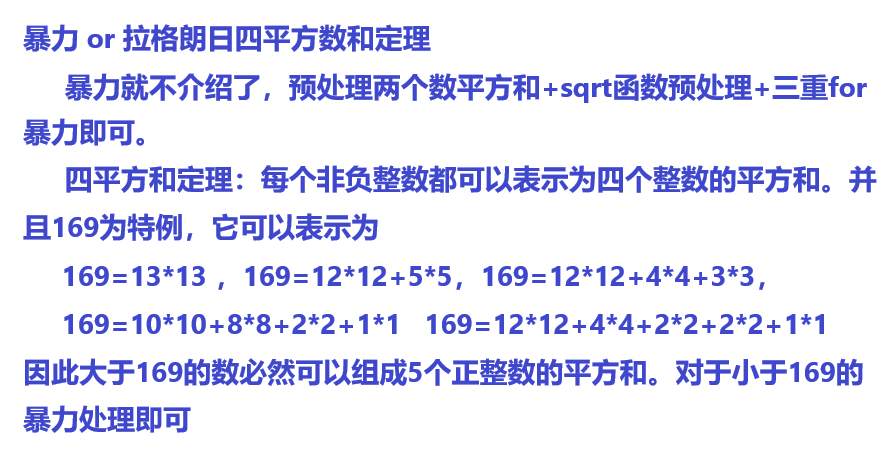 暴力 or 拉格朗日四平方数和定理
暴力就不介绍了，预处理两个数平方和+sqrt函数预处理+三重for
暴力即可。
四平方和定理：每个非负整数都可以表示为四个整数的平方和。并
且169为特例，它可以表示为
169=13*13 ，169=12*12+5*5，169=12*12+4*4+3*3，
169=10*10+8*8+2*2+1*1 169=12*12+4*4+2*2+2*2+1*1
因此大于169的数必然可以组成5个正整数的平方和。对于小于169的
暴力处理即可